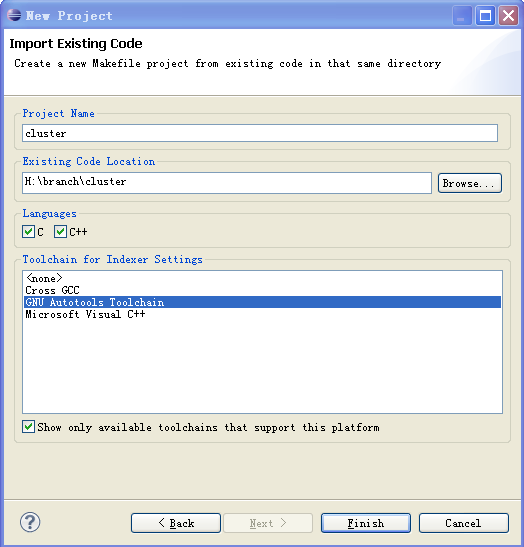 New Project
Import Existing Code
Create a new Makefile project from existing code in that same directory
Project Name
cluster
Existing Code Location
H:\branch\cluster
Browse...
Languages
C C++
Toolchain for Indexer Settings
<none>
Cross GCC
GNU Autotools Toolchain
Microsoft Visual C++
Show only available toolchains that support this platform
? < Back Next > Finish Cancel